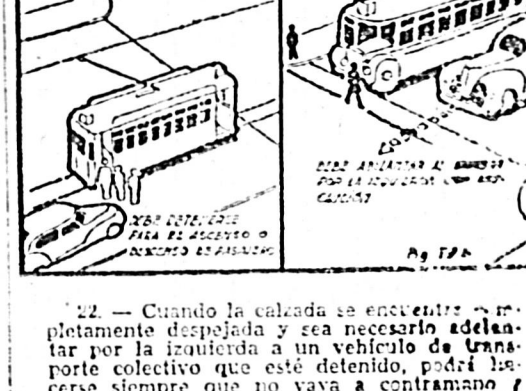 DEBE DETENERSE
PARA EL ASCENSO O
DESCENSO DE PASAJERO
POR LA IZQUIERDA CON
Fig.
22. — Cuando la calzada se encuentre
pletamente despejada y sea necesario adelan-
tar por la izquierda a un vehículo de trans-
porte colectivo que esté detenido, podrá ha-
cerse siempre que no vaya a contramano